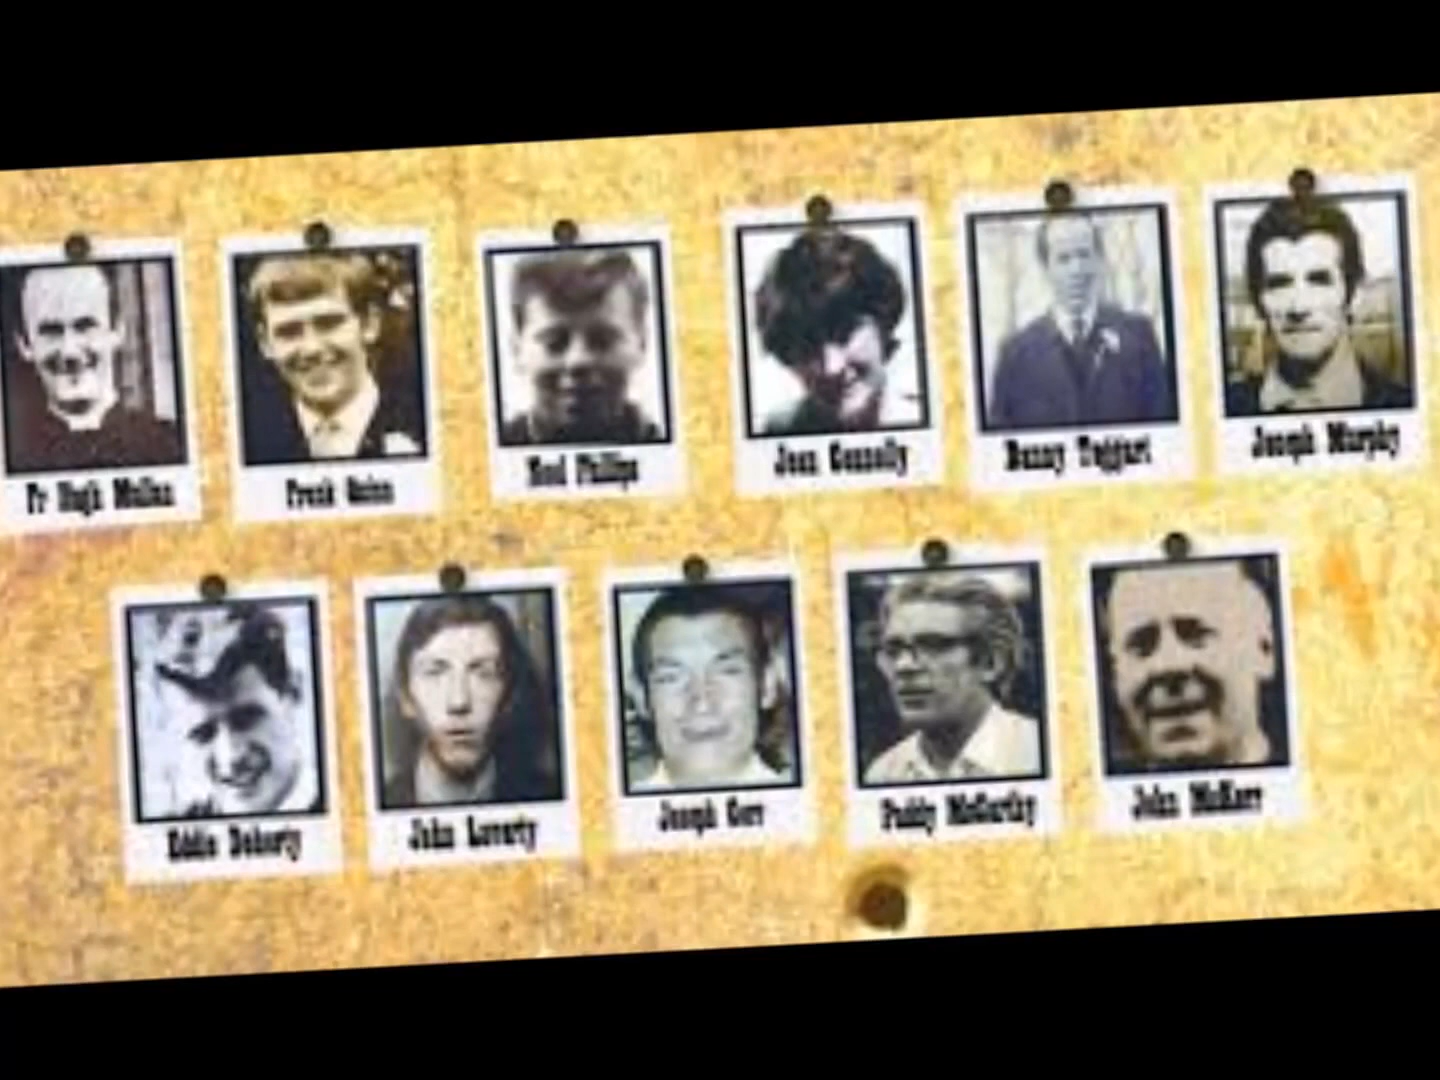 Fr Hugh Mullan
Frank Quinn
Noel Phillips
Joan Connolly
Danny Taggart
Joseph Murphy
Eddie Doherty
John Laverty
Joseph Corr
Paddy McCarthy
John McKerr